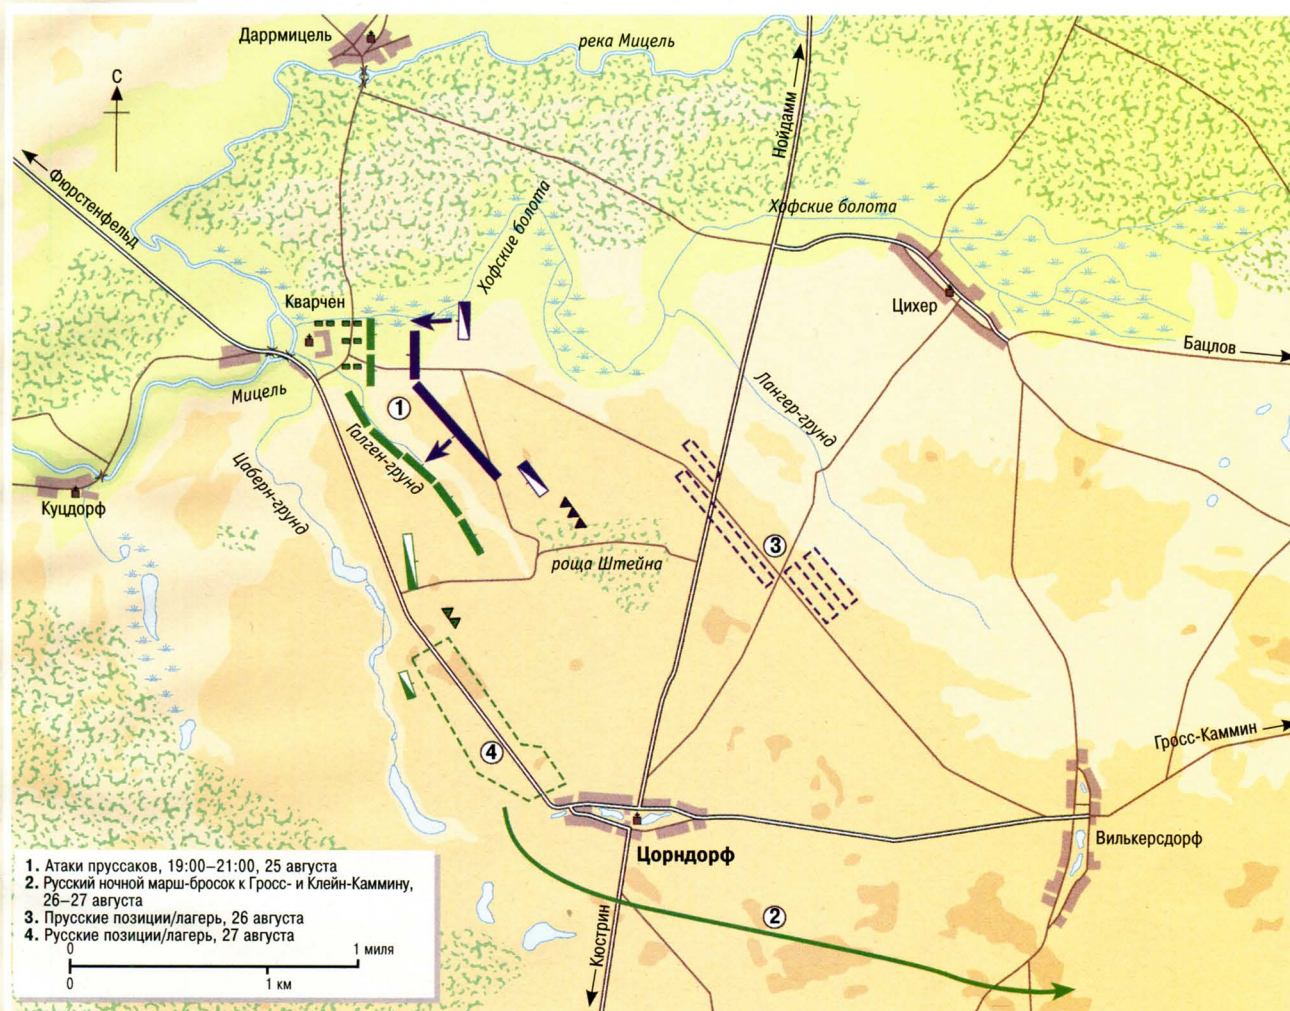 Даррмицель
река Мицель
С
Нойдамм
Фюрстенфельд
Хофские болота
Хофские болота
Кварчен
Цихер
Бацлов
Мицель
Лангер-грунд
1
Галген-грунд
Цаберн-грунд
Куцдорф
3
роща Штейна
4
Гросс-Каммин
Вилькерсдорф
Цорндорф
2
Кюстрин
1. Атаки пруссаков, 19:00–21:00, 25 августа
2. Русский ночной марш-бросок к Гросс- и Клейн-Каммину,
26–27 августа
3. Прусские позиции/лагерь, 26 августа
4. Русские позиции/лагерь, 27 августа
0 1 миля
0 1 км